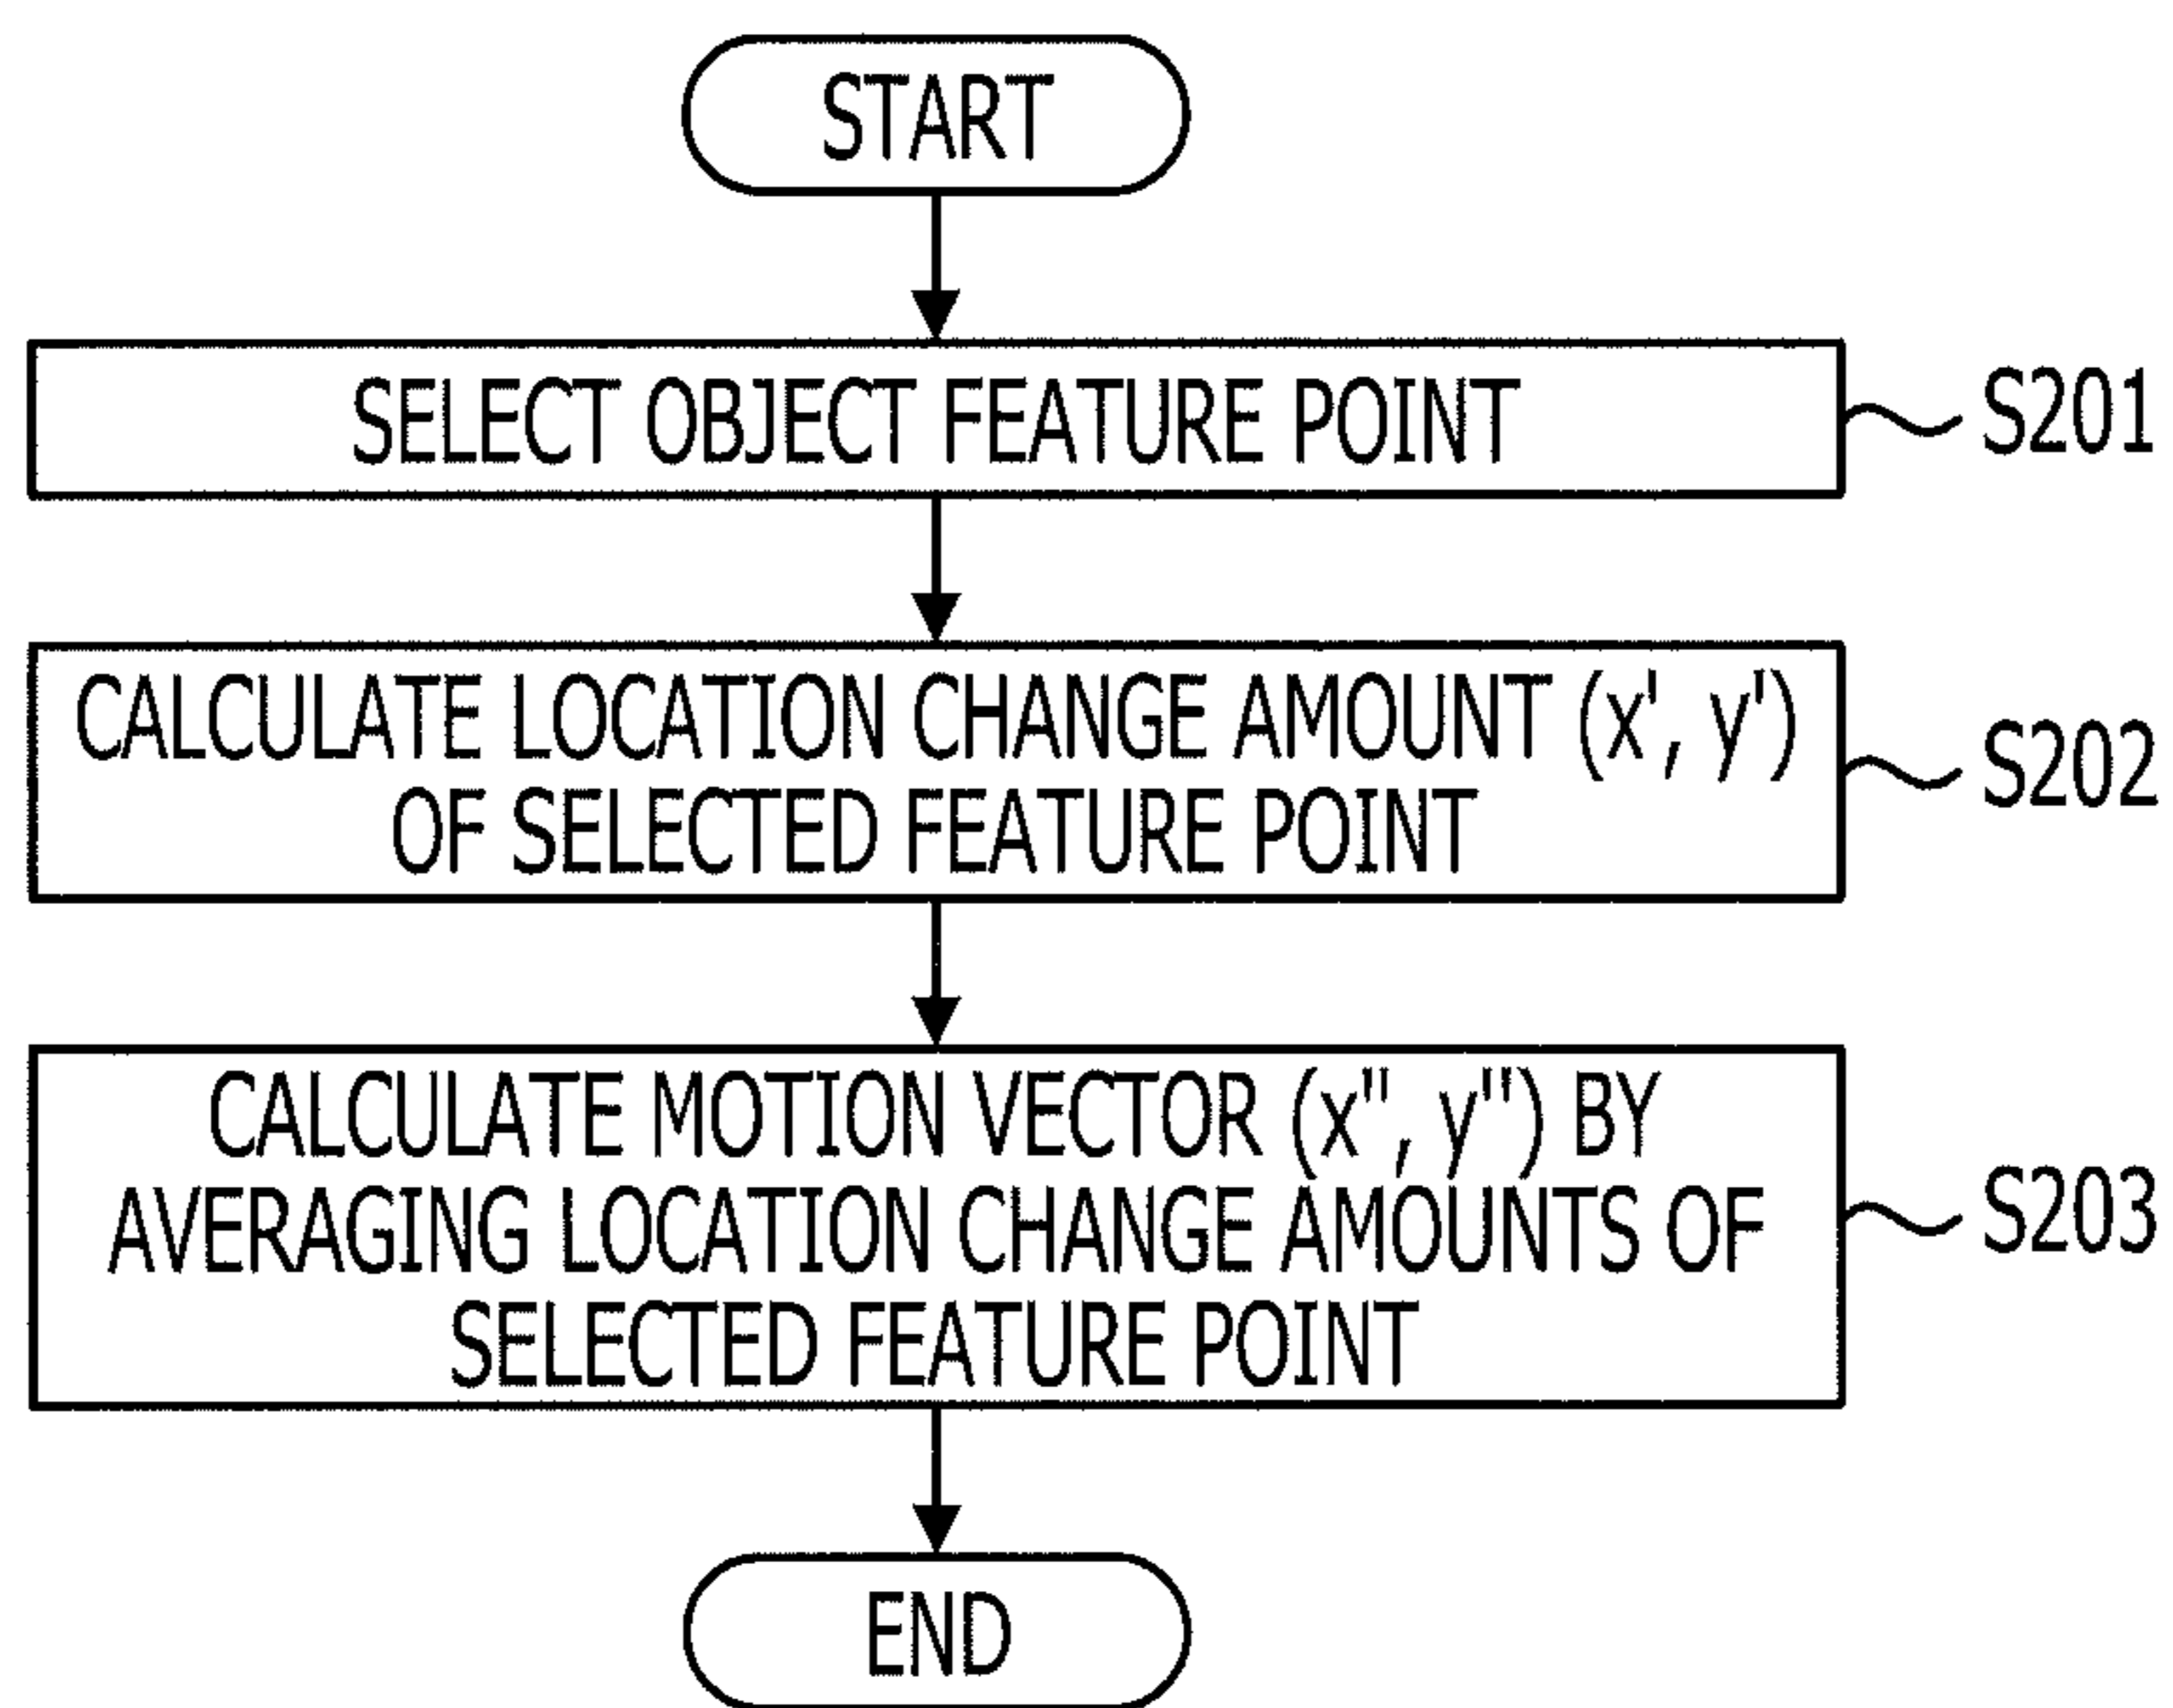 START
SELECT OBJECT FEATURE POINT
S201
CALCULATE LOCATION CHANGE AMOUNT (x', y')
OF SELECTED FEATURE POINT
S202
CALCULATE MOTION VECTOR (x", y") BY
AVERAGING LOCATION CHANGE AMOUNTS OF
SELECTED FEATURE POINT
S203
END